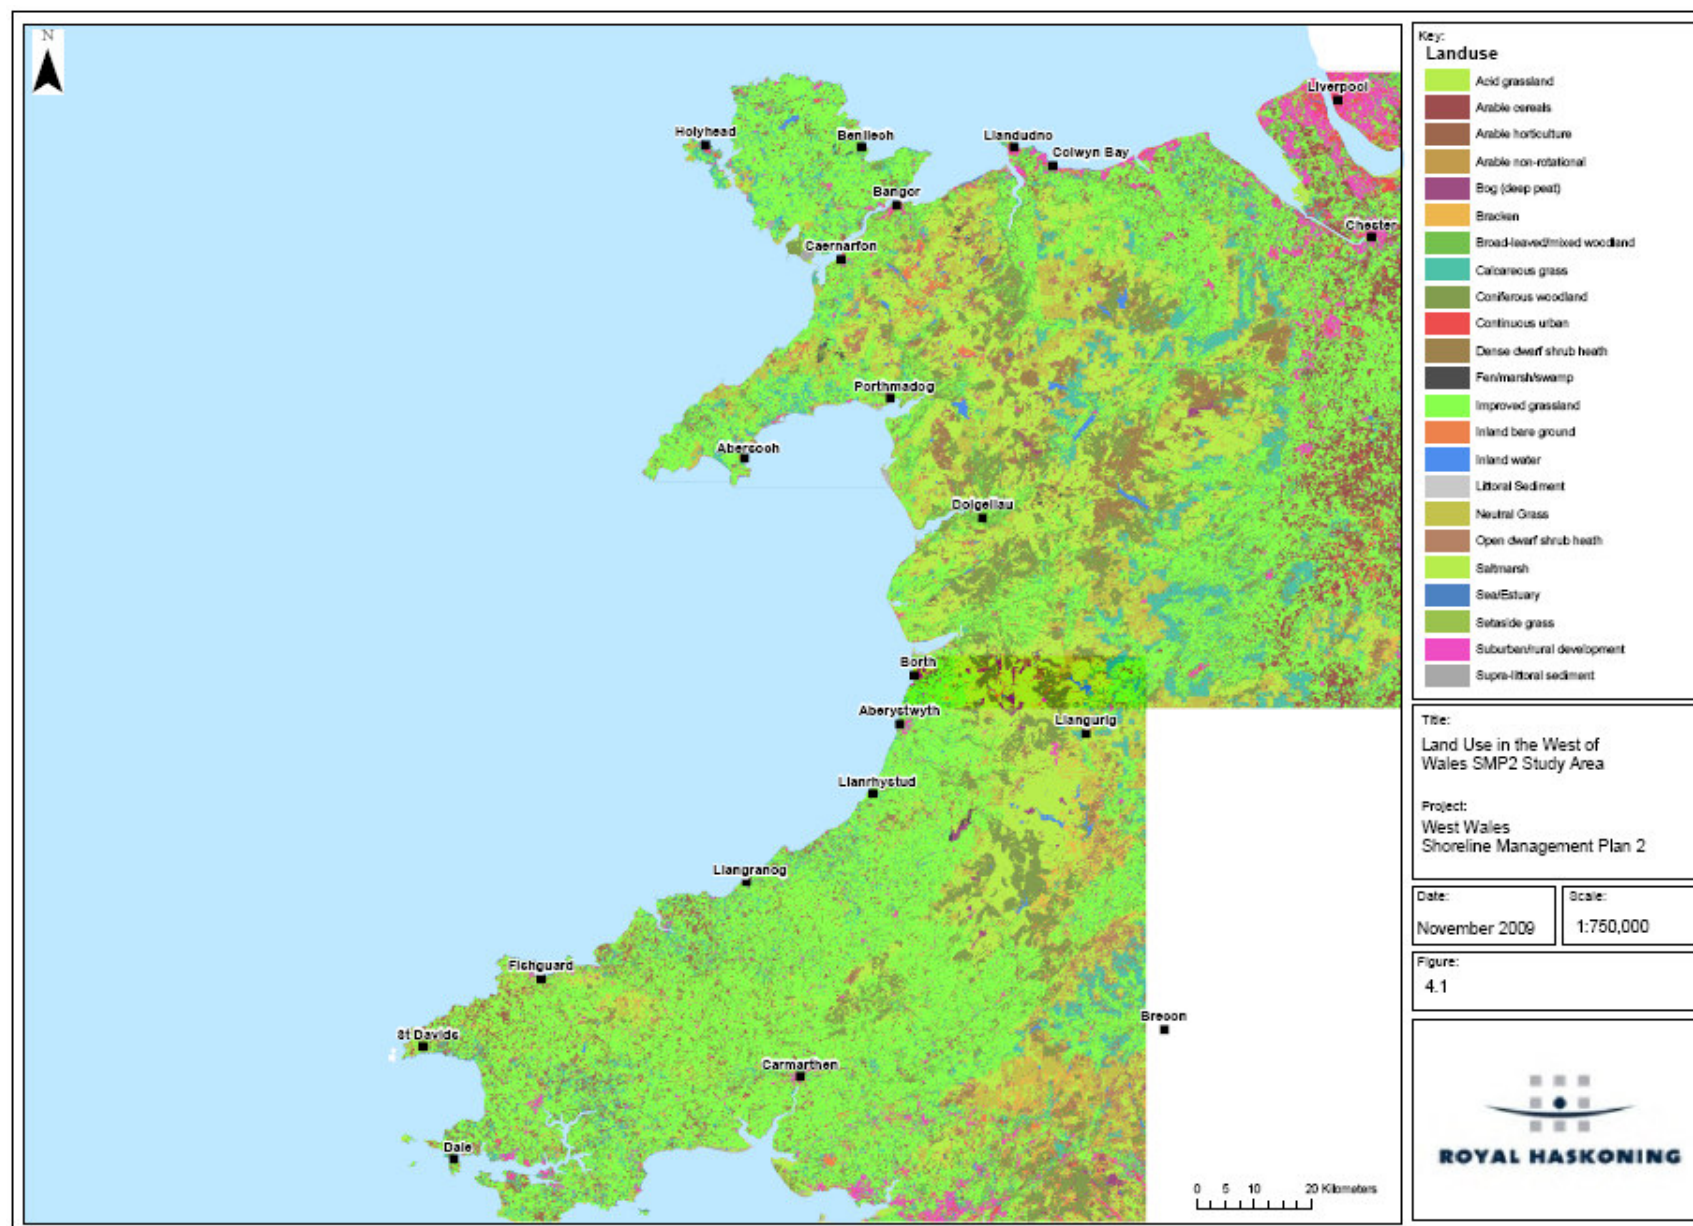 N
Liverpool
Holyhead
Benllech
Llandudno
Colwyn Bay
Bangor
Chester
Caernarfon
Porthmadog
Abersoch
Dolgellau
Borth
Aberystwyth
Llangurig
Llanrhystud
Llangranog
Fishguard
Brecon
St Davids
Carmarthen
Dale
0 5 10 20 Kilometers
Key:
Landuse
Acid grassland
Arable cereals
Arable horticulture
Arable non-rotational
Bog (deep peat)
Bracken
Broad-leaved/mixed woodland
Calcareous grass
Coniferous woodland
Continuous urban
Dense dwarf shrub heath
Fen/marsh/swamp
Improved grassland
Inland bare ground
Inland water
Littoral Sediment
Neutral Grass
Open dwarf shrub heath
Saltmarsh
Sea/Estuary
Setaside grass
Suburban/rural development
Supra-littoral sediment
Title:
Land Use in the West of
Wales SMP2 Study Area
Project:
West Wales
Shoreline Management Plan 2
Date:
November 2009
Scale:
1:750,000
Figure:
4.1
ROYAL HASKONING